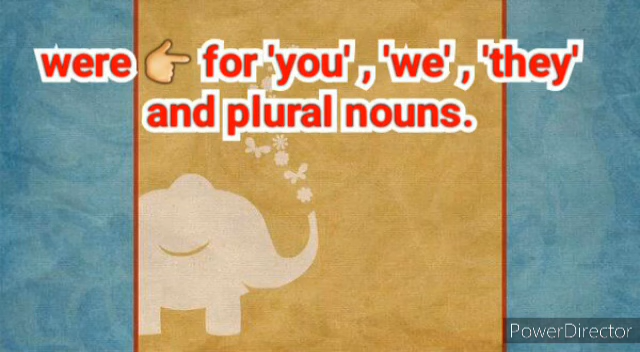 were 👉 for 'you' , 'we' , 'they'
and plural nouns.
PowerDirector